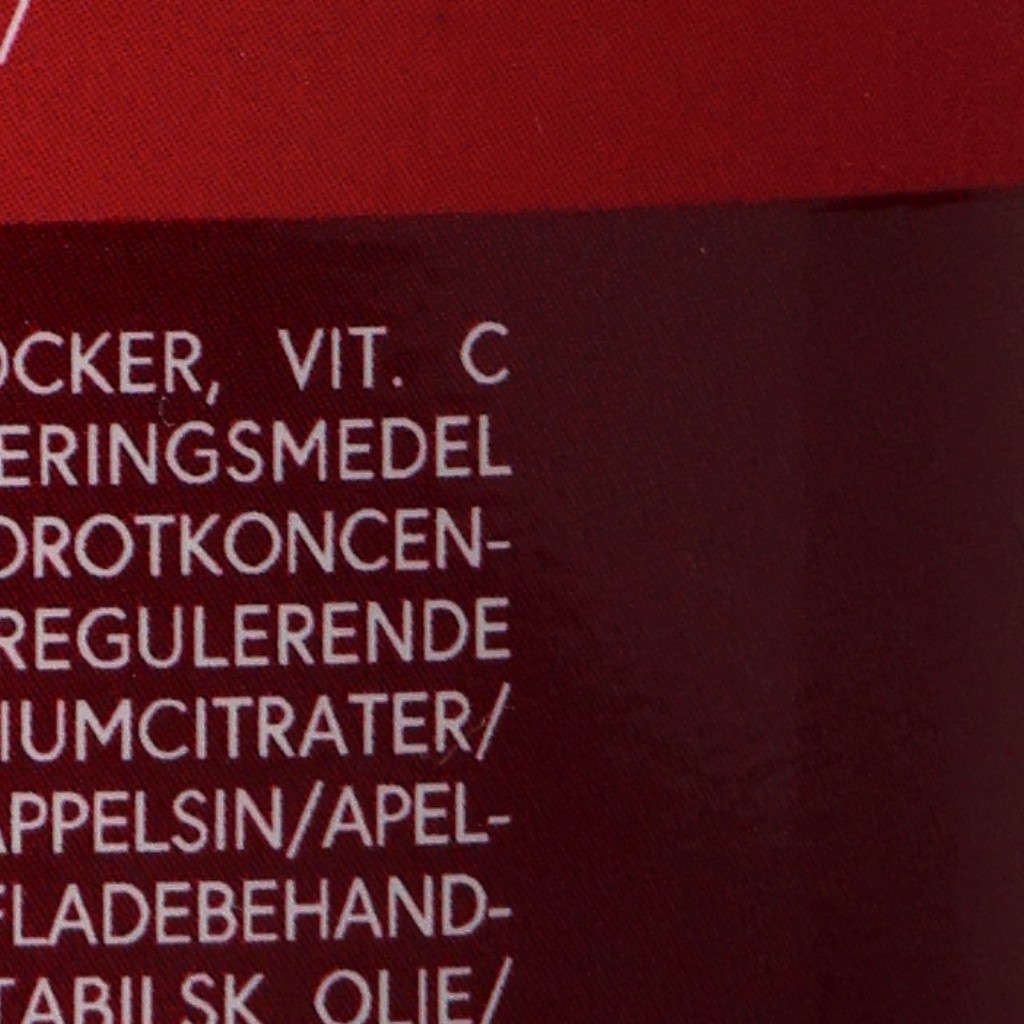 /
OCKER, VIT. C
ERINGSMEDEL
OROTKONCEN-
REGULERENDE
IUMCITRATER/
APPELSIN/APEL-
FLADEBEHAND-
TABILSK OLIE/